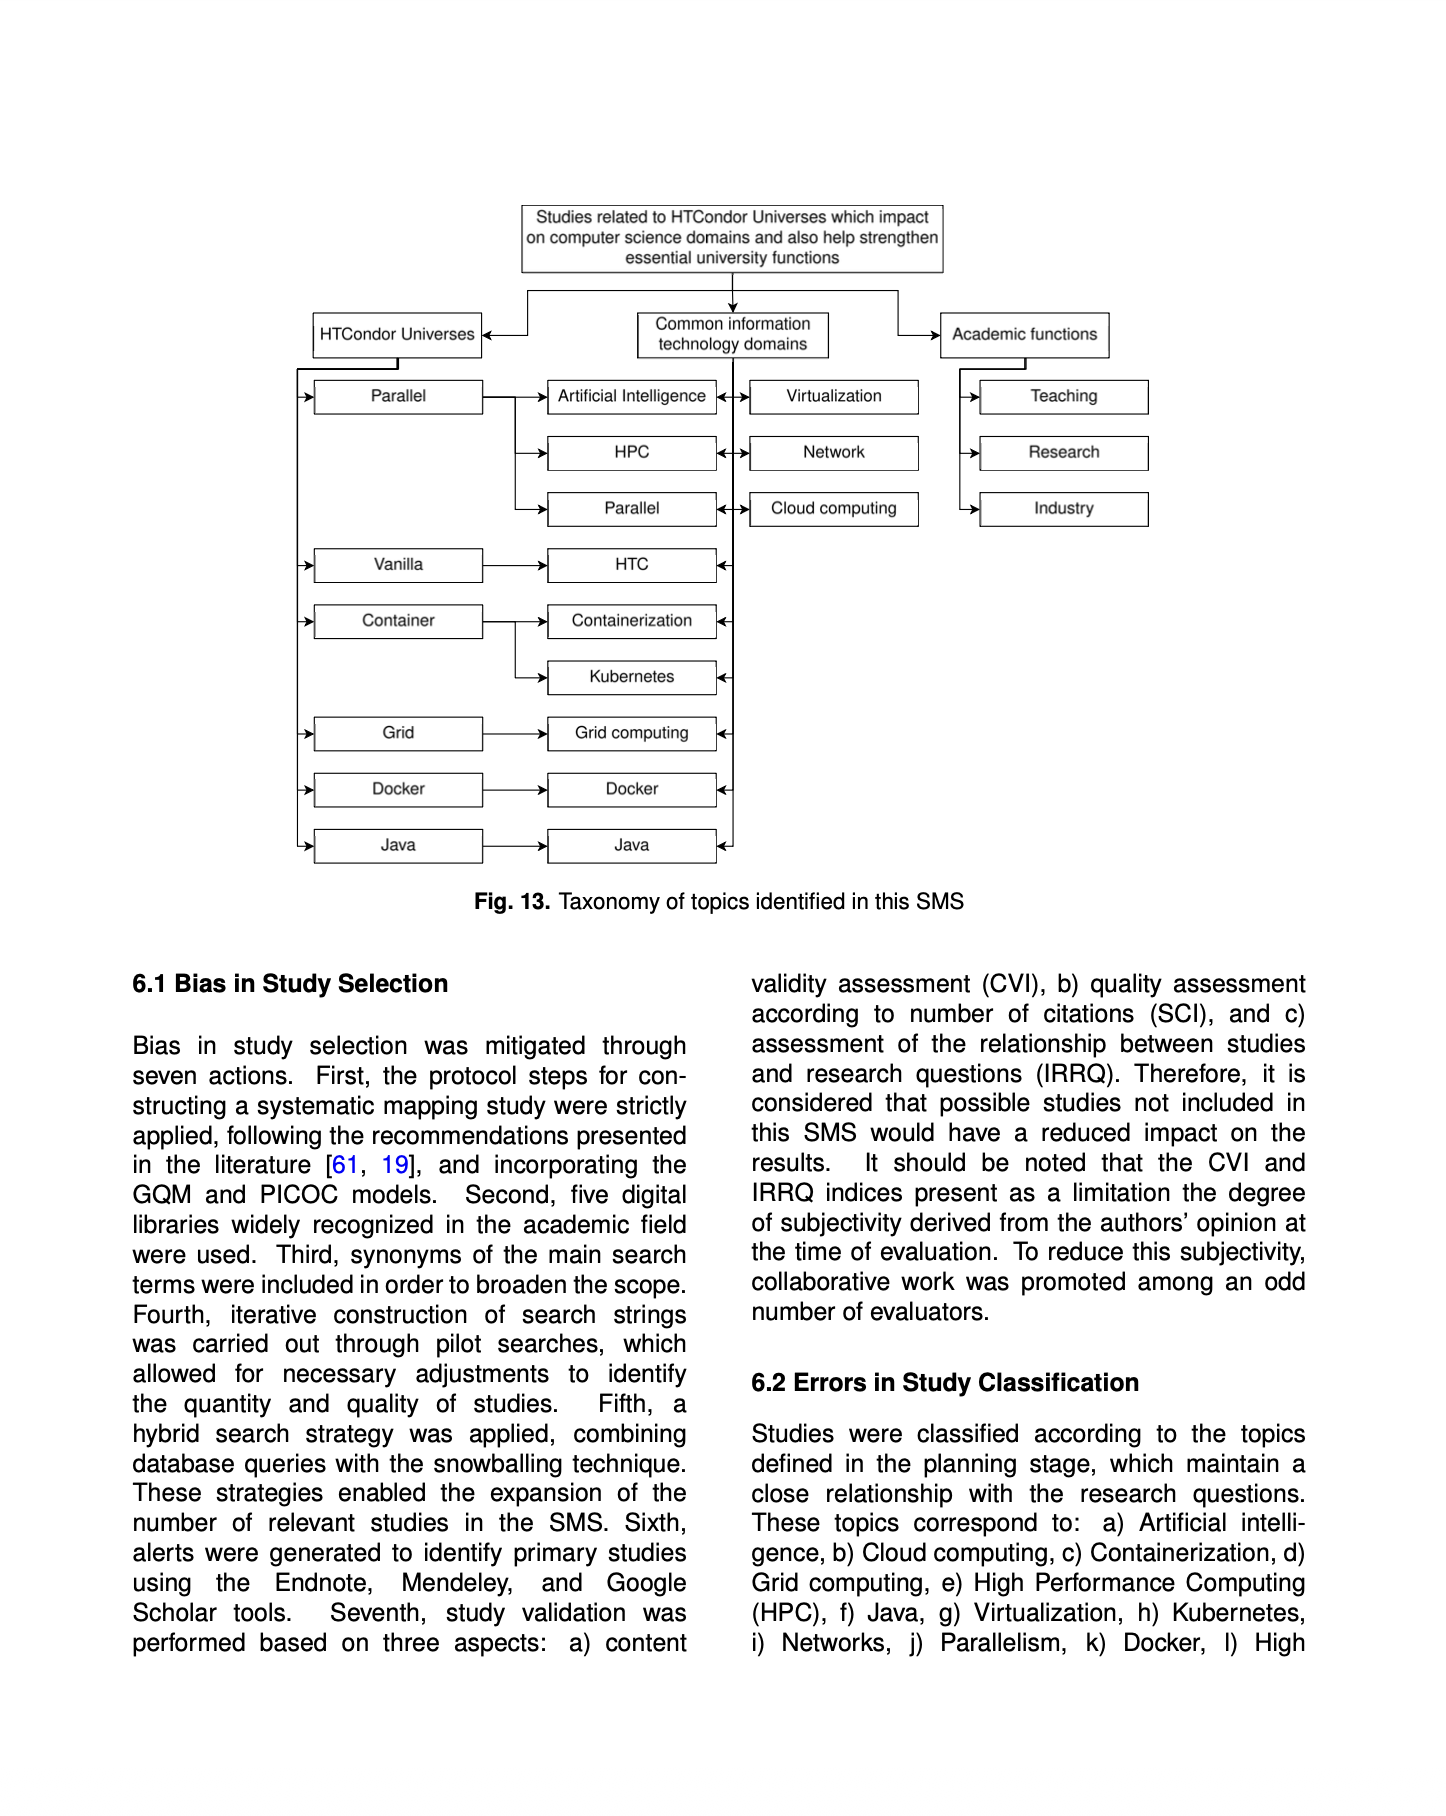 Studies related to HTCondor Universes which impact
on computer science domains and also help strengthen
essential university functions
HTCondor Universes
Common information
technology domains
Academic functions
Parallel
Artificial Intelligence
Virtualization
Teaching
HPC
Network
Research
Parallel
Cloud computing
Industry
Vanilla
HTC
Container
Containerization
Kubernetes
Grid
Grid computing
Docker
Docker
Java
Java
Fig. 13. Taxonomy of topics identified in this SMS
6.1 Bias in Study Selection
Bias in study selection was mitigated through
seven actions. First, the protocol steps for con-
structing a systematic mapping study were strictly
applied, following the recommendations presented
in the literature [61, 19], and incorporating the
GQM and PICOC models. Second, five digital
libraries widely recognized in the academic field
were used. Third, synonyms of the main search
terms were included in order to broaden the scope.
Fourth, iterative construction of search strings
was carried out through pilot searches, which
allowed for necessary adjustments to identify
the quantity and quality of studies. Fifth, a
hybrid search strategy was applied, combining
database queries with the snowballing technique.
These strategies enabled the expansion of the
number of relevant studies in the SMS. Sixth,
alerts were generated to identify primary studies
using the Endnote, Mendeley, and Google
Scholar tools. Seventh, study validation was
performed based on three aspects: a) content
validity assessment (CVI), b) quality assessment
according to number of citations (SCI), and c)
assessment of the relationship between studies
and research questions (IRRQ). Therefore, it is
considered that possible studies not included in
this SMS would have a reduced impact on the
results. It should be noted that the CVI and
IRRQ indices present as a limitation the degree
of subjectivity derived from the authors' opinion at
the time of evaluation. To reduce this subjectivity,
collaborative work was promoted among an odd
number of evaluators.
6.2 Errors in Study Classification
Studies were classified according to the topics
defined in the planning stage, which maintain a
close relationship with the research questions.
These topics correspond to: a) Artificial intelli-
gence, b) Cloud computing, c) Containerization, d)
Grid computing, e) High Performance Computing
(HPC), f) Java, g) Virtualization, h) Kubernetes,
i) Networks, j) Parallelism, k) Docker, l) High